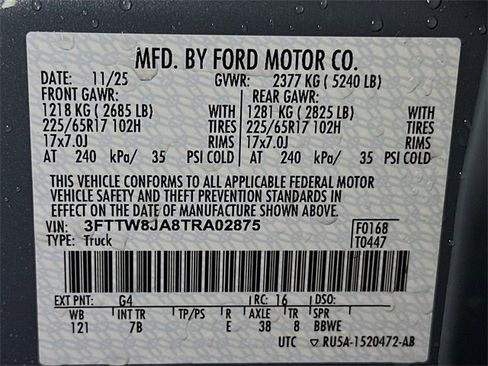 MFD. BY FORD MOTOR CO.
DATE: 11/25 GVWR: 2377 KG ( 5240 LB)
FRONT GAWR: REAR GAWR:
1218 KG ( 2685 LB) WITH 1281 KG ( 2825 LB) WITH
225/65R17 102H TIRES 225/65R17 102H TIRES
17x7.0J RIMS 17x7.0J RIMS
AT 240 kPa/ 35 PSI COLD AT 240 kPa/ 35 PSI COLD
THIS VEHICLE CONFORMS TO ALL APPLICABLE FEDERAL MOTOR
VEHICLE SAFETY AND THEFT PREVENTION STANDARDS
IN EFFECT ON THE DATE OF MANUFACTURE SHOWN ABOVE.
VIN: 3FTTW8JA8TRA02875 F0168
TYPE: Truck T0447
EXT PNT: G4 RC: 16 DSO:
WB INT TR TP/PS R AXLE TR SPR
121 7B E 38 8 BBWE
UTC ▽ RU5A-1520472-AB